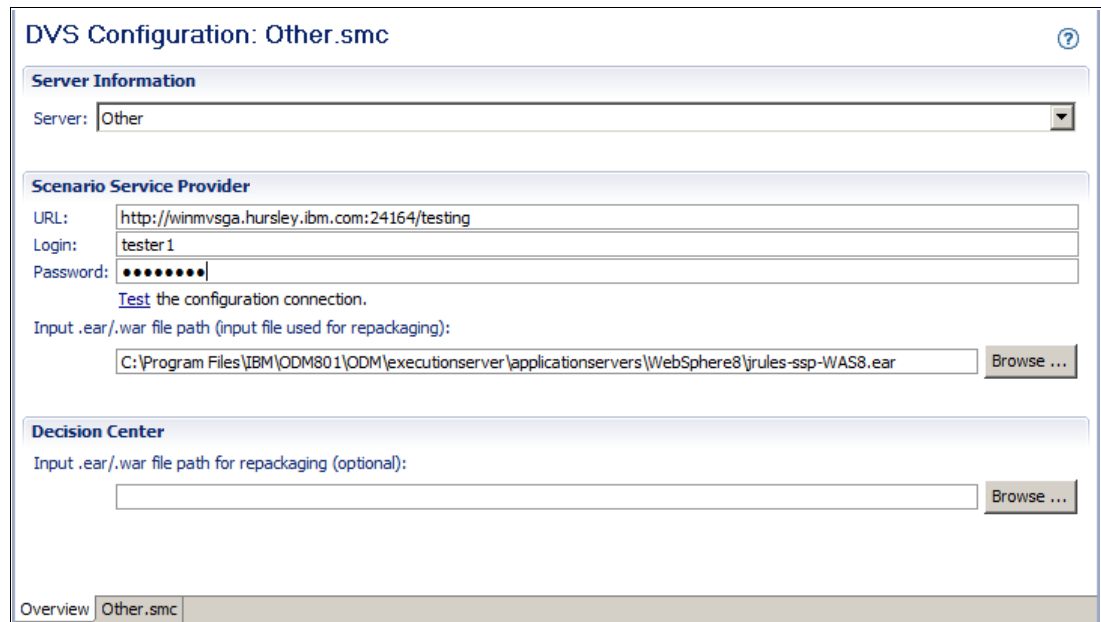 DVS Configuration: Other.smc
?
Server Information
Server: Other
Scenario Service Provider
URL: http://winmvsga.hursley.ibm.com:24164/testing
Login: tester1
Password: ●●●●●●●●
Test the configuration connection.
Input .ear/.war file path (input file used for repackaging):
C:\Program Files\IBM\ODM801\ODM\executionserver\applicationservers\WebSphere8\jrules-ssp-WAS8.ear Browse ...
Decision Center
Input .ear/.war file path for repackaging (optional):
Browse ...
Overview Other.smc